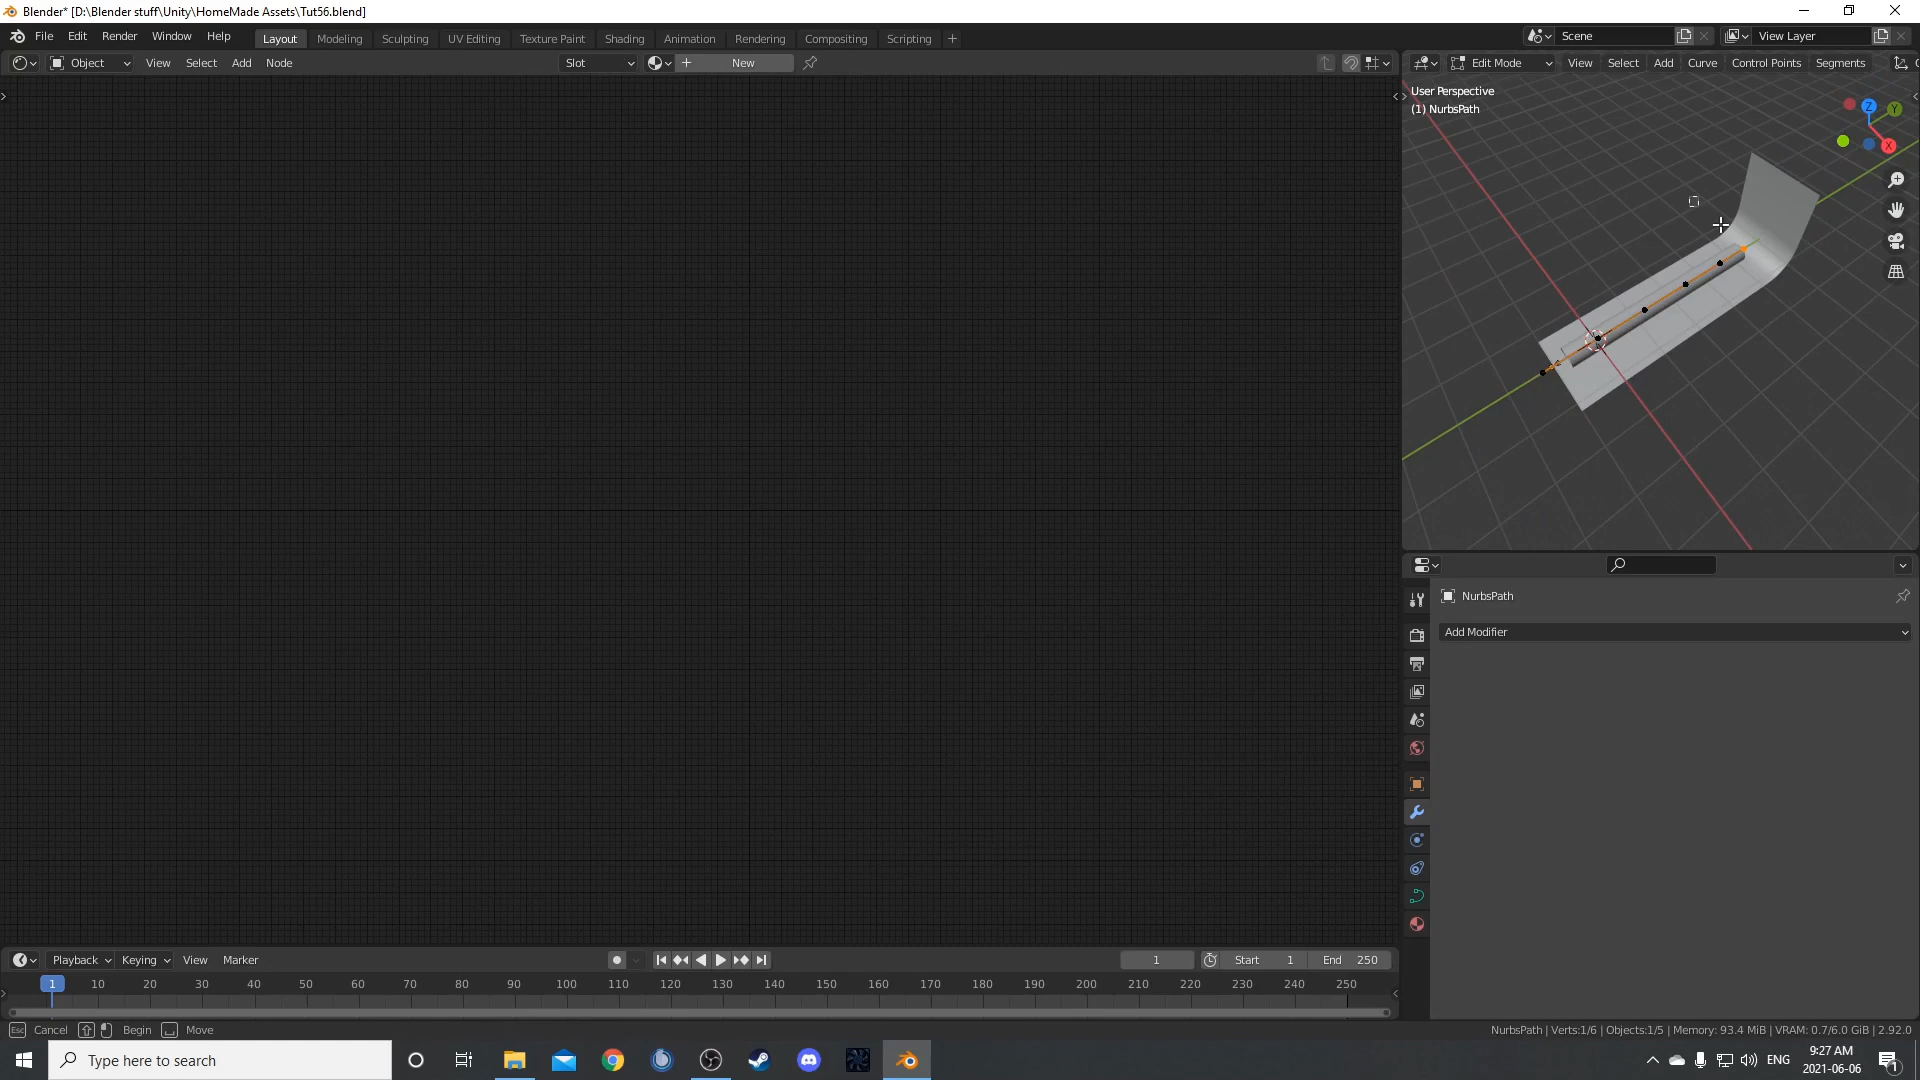 Blender* [D:\Blender stuff\Unity\HomeMade Assets\Tut56.blend]
File Edit Render Window Help Layout Modeling Sculpting UV Editing Texture Paint Shading Animation Rendering Compositing Scripting + Scene View Layer
Object View Select Add Node Slot New Edit Mode View Select Add Curve Control Points Segments
User Perspective
(1) NurbsPath
Z Y X
NurbsPath
Add Modifier
Playback Keying View Marker 1 Start 1 End 250
1 10 20 30 40 50 60 70 80 90 100 110 120 130 140 150 160 170 180 190 200 210 220 230 240 250
Esc Cancel Begin Move NurbsPath | Verts:1/6 | Objects:1/5 | Memory: 93.4 MiB | VRAM: 0.7/6.0 GiB | 2.92.0
Type here to search ENG 9:27 AM
2021-06-06 1